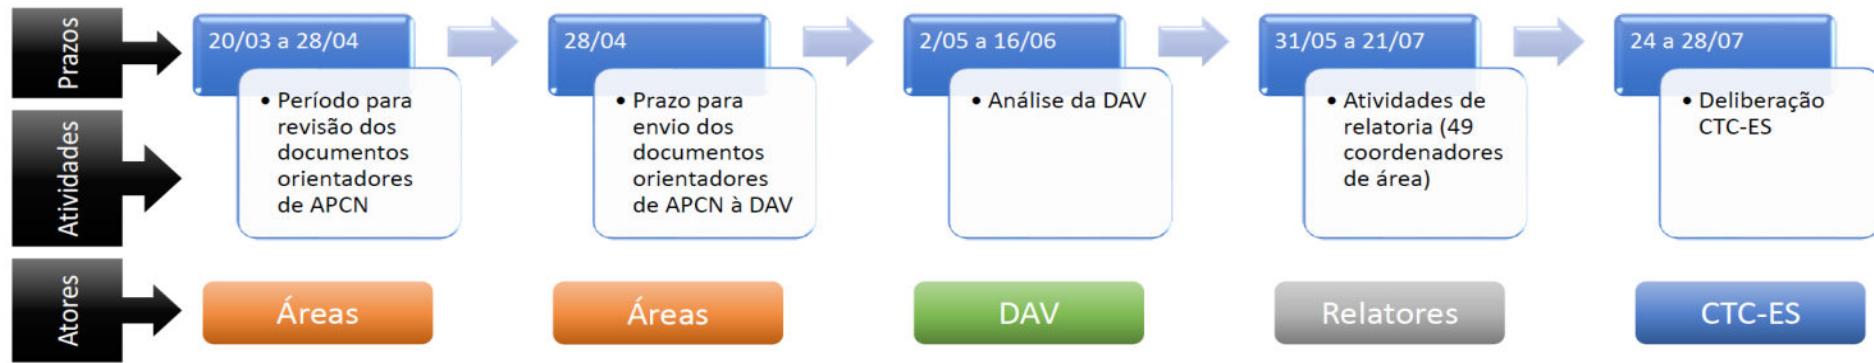 Prazos
20/03 a 28/04
28/04
2/05 a 16/06
31/05 a 21/07
24 a 28/07
Atividades
• Período para
revisão dos
documentos
orientadores
de APCN
• Prazo para
envio dos
documentos
orientadores
de APCN à DAV
• Análise da DAV
• Atividades de
relatoria (49
coordenadores
de área)
• Deliberação
CTC-ES
Atores
Áreas
Áreas
DAV
Relatores
CTC-ES